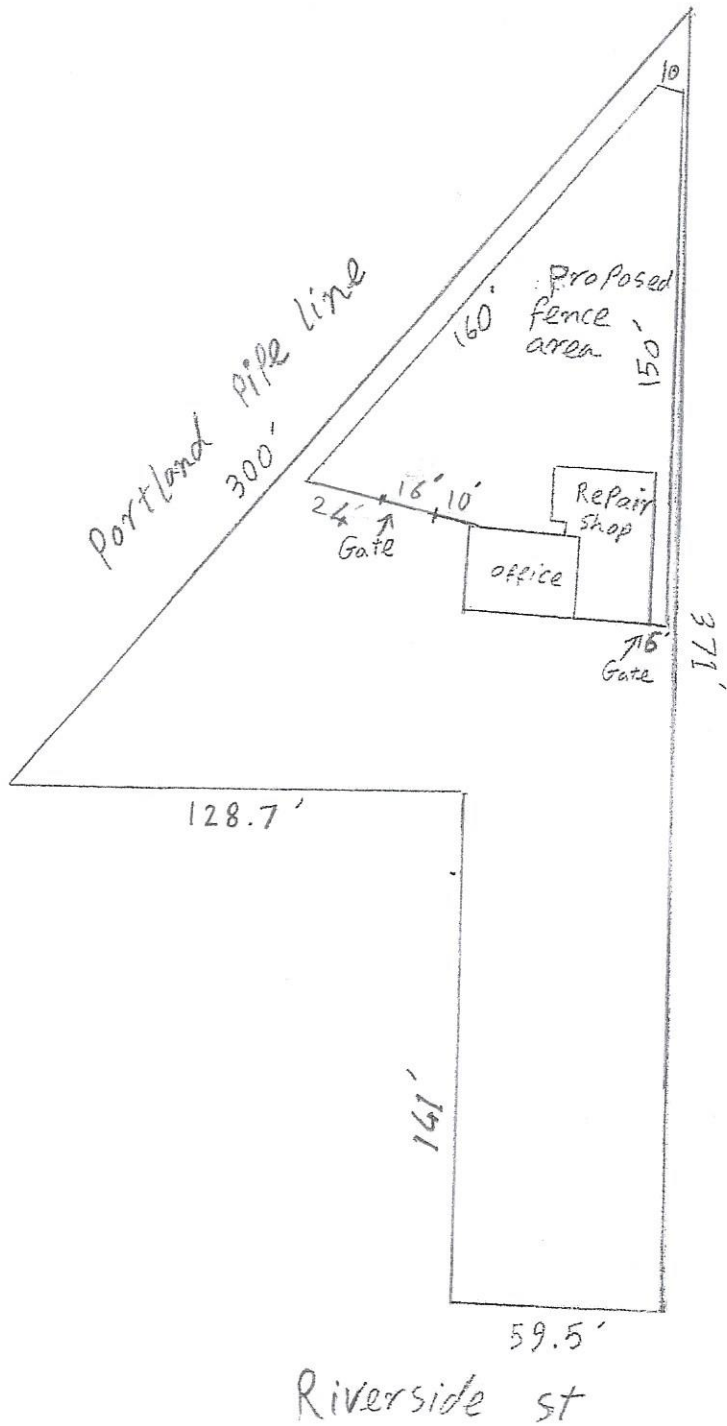 10
Proposed
fence
area
160'
150'
Portland Pipe line
300'
24'
16'
10'
Gate
Repair
shop
office
6'
Gate
371'
128.7'
141'
59.5'
Riverside st